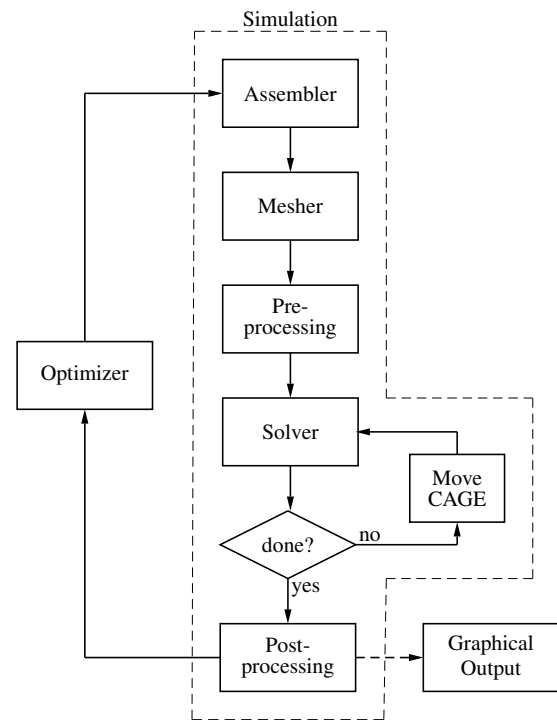 Simulation
Assembler
Mesher
Pre-
processing
Optimizer
Solver
Move
CAGE
done?
no
yes
Post-
processing
Graphical
Output